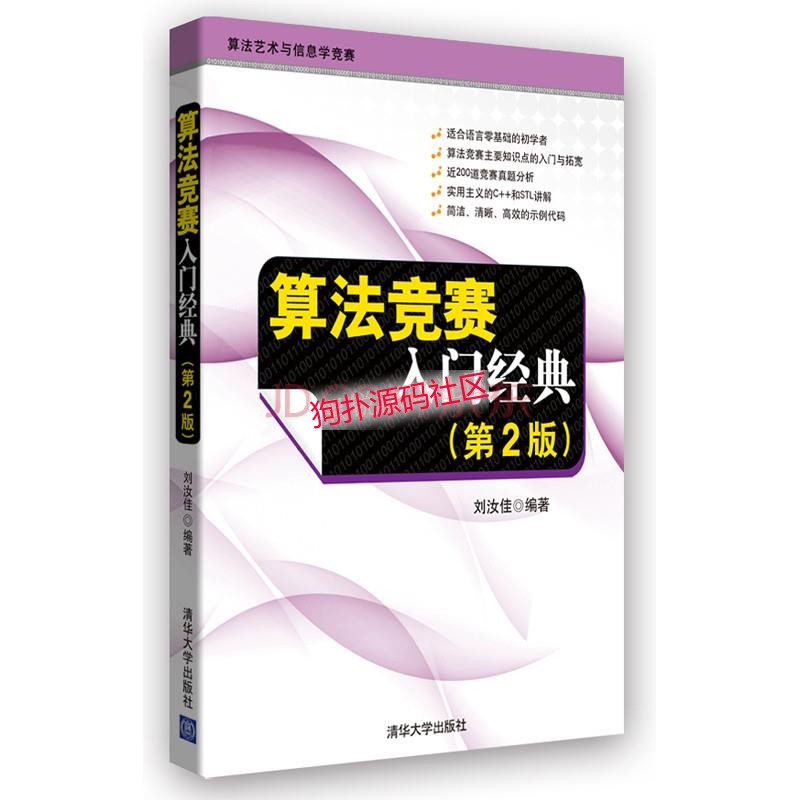 算法艺术与信息学竞赛
适合语言零基础的初学者
算法竞赛主要知识点的入门与拓宽
近200道竞赛真题分析
实用主义的C++和STL讲解
简洁、清晰、高效的示例代码
算法竞赛
入门经典
狗扑源码社区
(第2版)
刘汝佳◎编著
清华大学出版社
算法竞赛入门经典(第2版)
刘汝佳◎编著
清华大学出版社